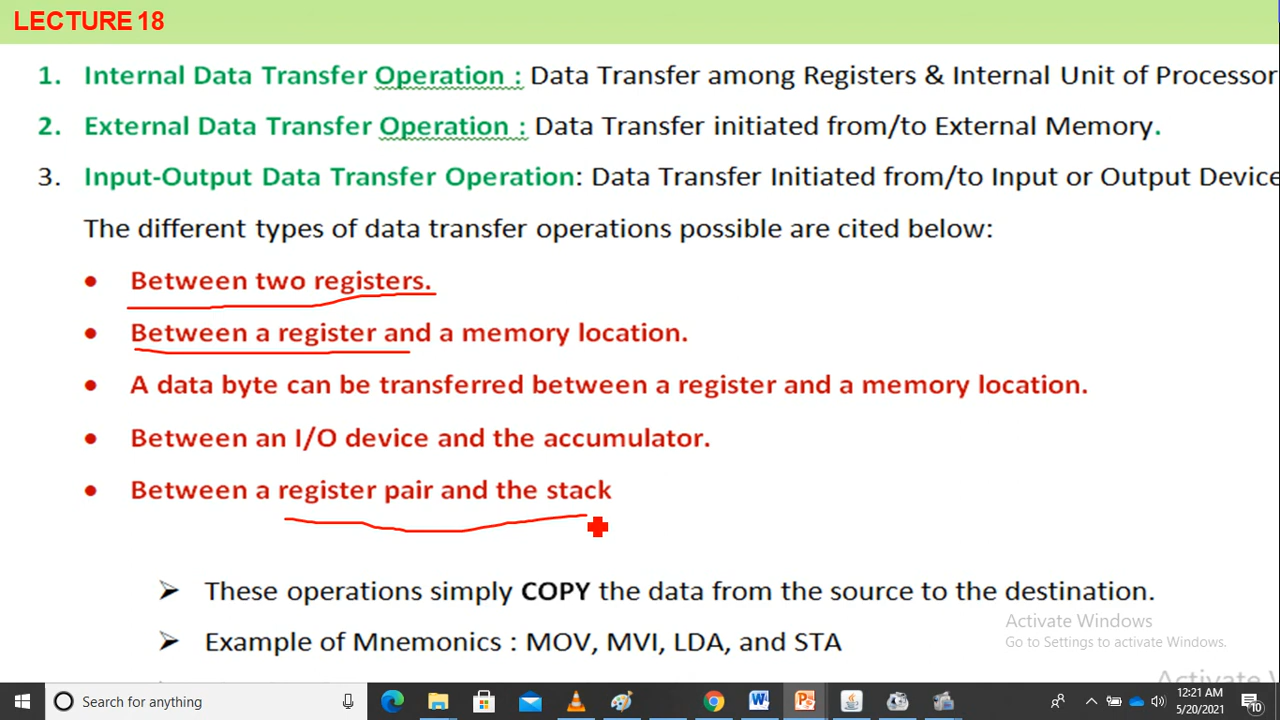 LECTURE 18
1. Internal Data Transfer Operation : Data Transfer among Registers & Internal Unit of Processor
2. External Data Transfer Operation : Data Transfer initiated from/to External Memory.
3. Input-Output Data Transfer Operation: Data Transfer Initiated from/to Input or Output Device
The different types of data transfer operations possible are cited below:
• Between two registers.
• Between a register and a memory location.
• A data byte can be transferred between a register and a memory location.
• Between an I/O device and the accumulator.
• Between a register pair and the stack
➢ These operations simply COPY the data from the source to the destination.
Activate Windows
Go to Settings to activate Windows.
➢ Example of Mnemonics : MOV, MVI, LDA, and STA
Activate
Search for anything
12:21 AM
5/20/2021
10